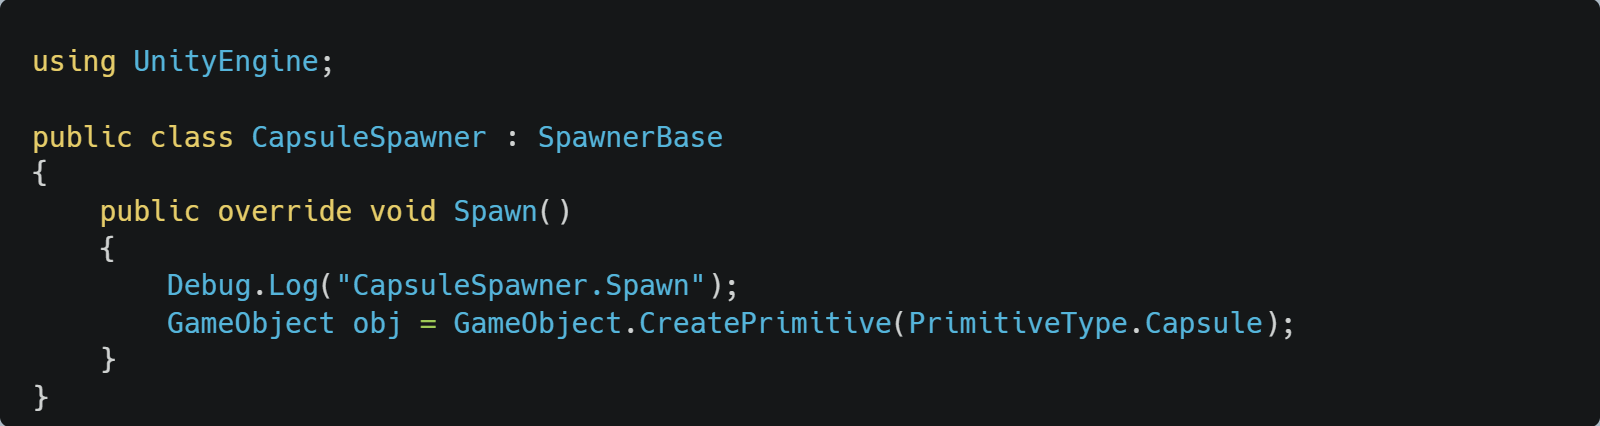 using UnityEngine;
public class CapsuleSpawner : SpawnerBase
{
    public override void Spawn()
    {
        Debug.Log("CapsuleSpawner.Spawn");
        GameObject obj = GameObject.CreatePrimitive(PrimitiveType.Capsule);
    }
}